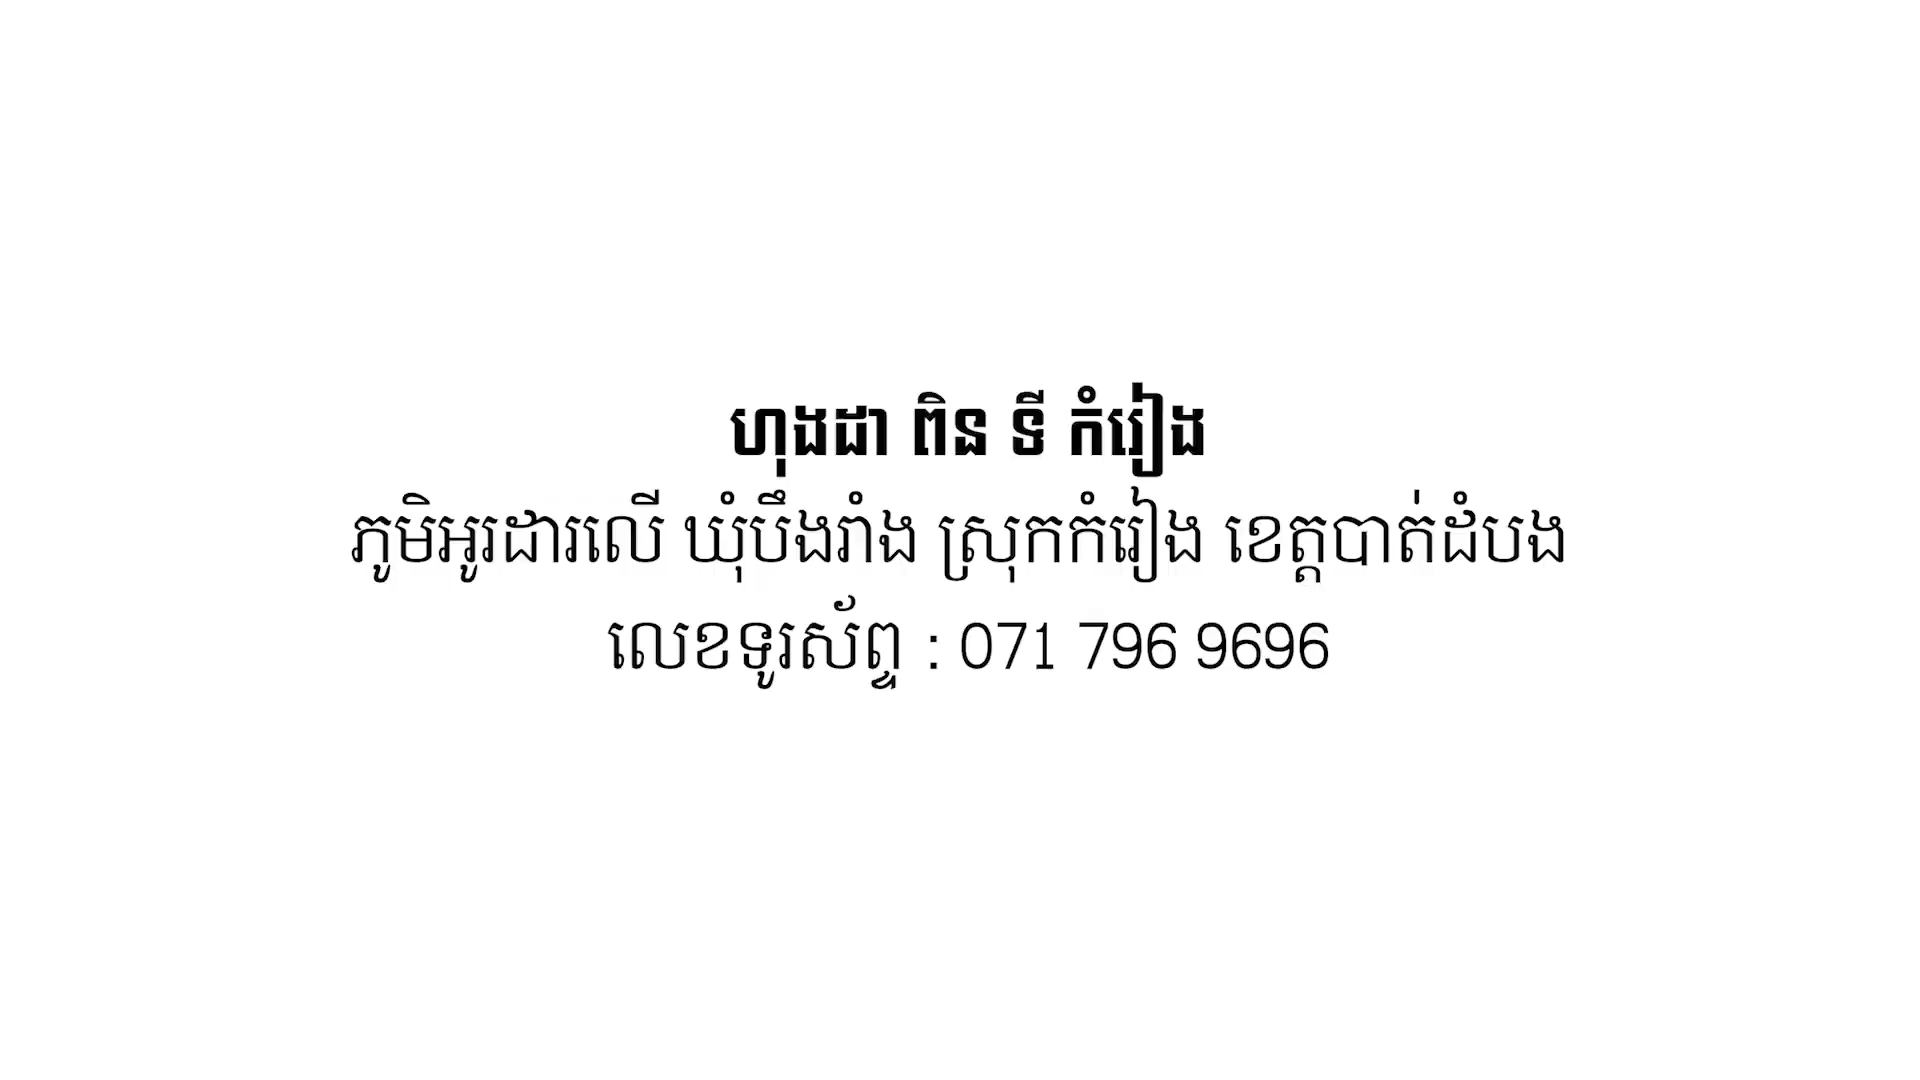 ហុងដា ពិន ទី កំរៀង
ភូមិអូរដារលើ ឃុំបឹងរាំង ស្រុកកំរៀង ខេត្តបាត់ដំបង
លេខទូរស័ព្ទ : 071 796 9696